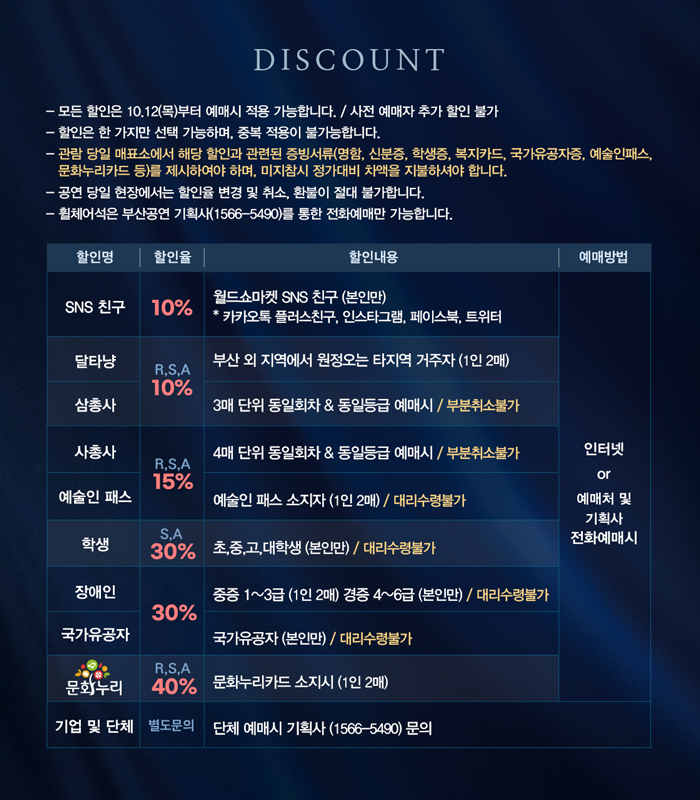 DISCOUNT
– 모든 할인은 10.12(목)부터 예매시 적용 가능합니다. / 사전 예매자 추가 할인 불가
– 할인은 한 가지만 선택 가능하며, 중복 적용이 불가능합니다.
– 관람 당일 매표소에서 해당 할인과 관련된 증빙서류(명함, 신분증, 학생증, 복지카드, 국가유공자증, 예술인패스,
문화누리카드 등)를 제시하여야 하며, 미지참시 정가대비 차액을 지불하셔야 합니다.
– 공연 당일 현장에서는 할인율 변경 및 취소, 환불이 절대 불가합니다.
– 휠체어석은 부산공연 기획사(1566–5490)를 통한 전화예매만 가능합니다.
할인명 할인율 할인내용 예매방법
SNS 친구 10% 월드쇼마켓 SNS 친구 (본인만)
* 카카오톡 플러스친구, 인스타그램, 페이스북, 트위터
달타냥 부산 외 지역에서 원정오는 타지역 거주자 (1인 2매)
R,S,A
10%
삼총사 3매 단위 동일회차 & 동일등급 예매시 / 부분취소불가
사총사 4매 단위 동일회차 & 동일등급 예매시 / 부분취소불가
R,S,A
15%
예술인 패스 예술인 패스 소지자 (1인 2매) / 대리수령불가
인터넷
or
예매처 및
기획사
전화예매시
학생 S,A
30% 초,중,고,대학생 (본인만) / 대리수령불가
장애인 중증 1~3급 (1인 2매) 경증 4~6급 (본인만) / 대리수령불가
30%
국가유공자 국가유공자 (본인만) / 대리수령불가
문화누리 R,S,A
40% 문화누리카드 소지시 (1인 2매)
기업 및 단체 별도문의 단체 예매시 기획사 (1566–5490) 문의